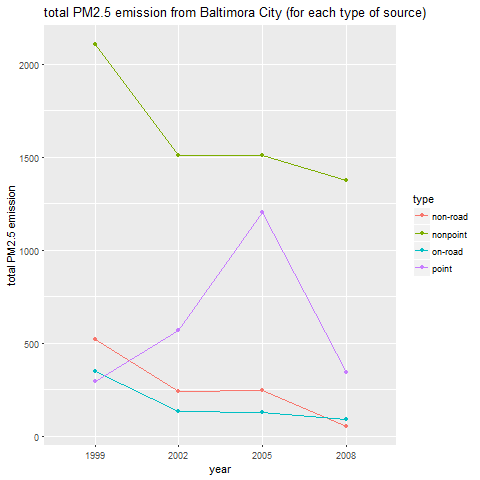 total PM2.5 emission from Baltimora City (for each type of source)
total PM2.5 emission
2000
1500
1000
500
0
1999 2002 2005 2008
year
type
non-road
nonpoint
on-road
point